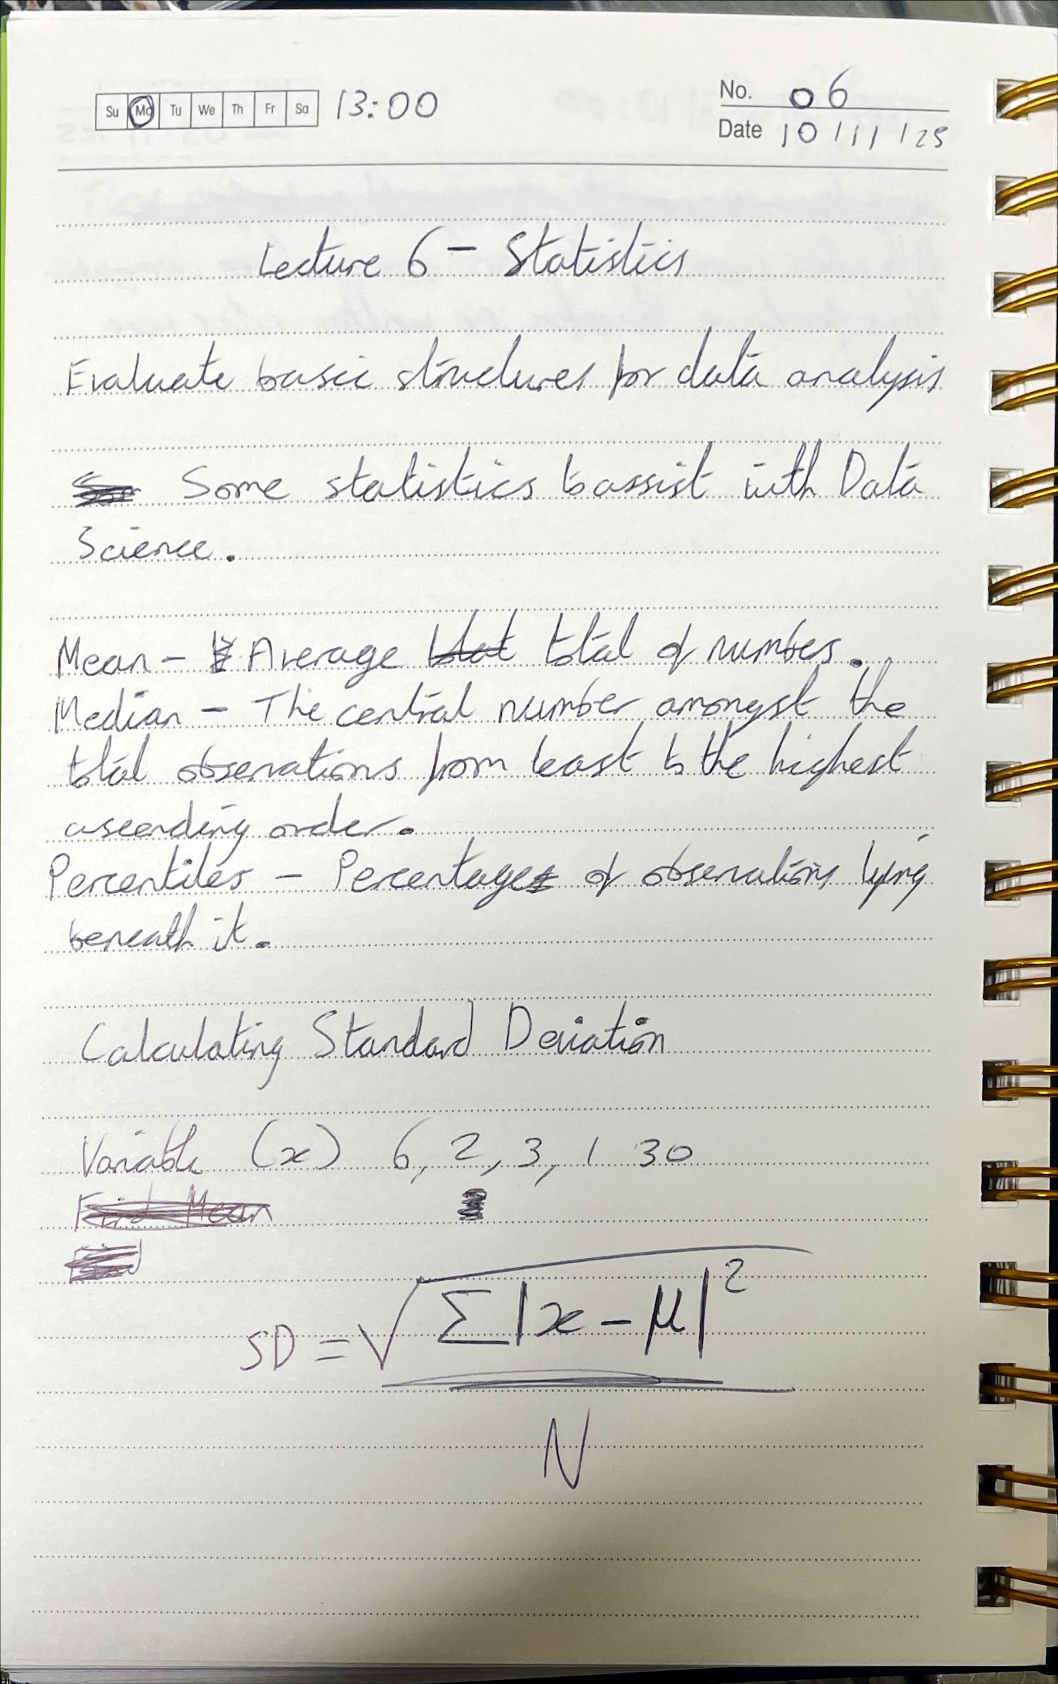 Su Mo Tu We Th Fr Sa 13:00 No. 06
Date 10/11/25
Lecture 6 - Statistics
Evaluate basic structures for data analysis
Some statistics to assist with Data
Science.
Mean - Average total of numbers.
Median - The central number amongst the
total observations from least to the highest
ascending order.
Percentiles - Percentage of observations lying
beneath it.
Calculating Standard Deviation
Variable (x) 6, 2, 3, 1 30
Find Mean
SD = √ Σ|x - μ|²
N